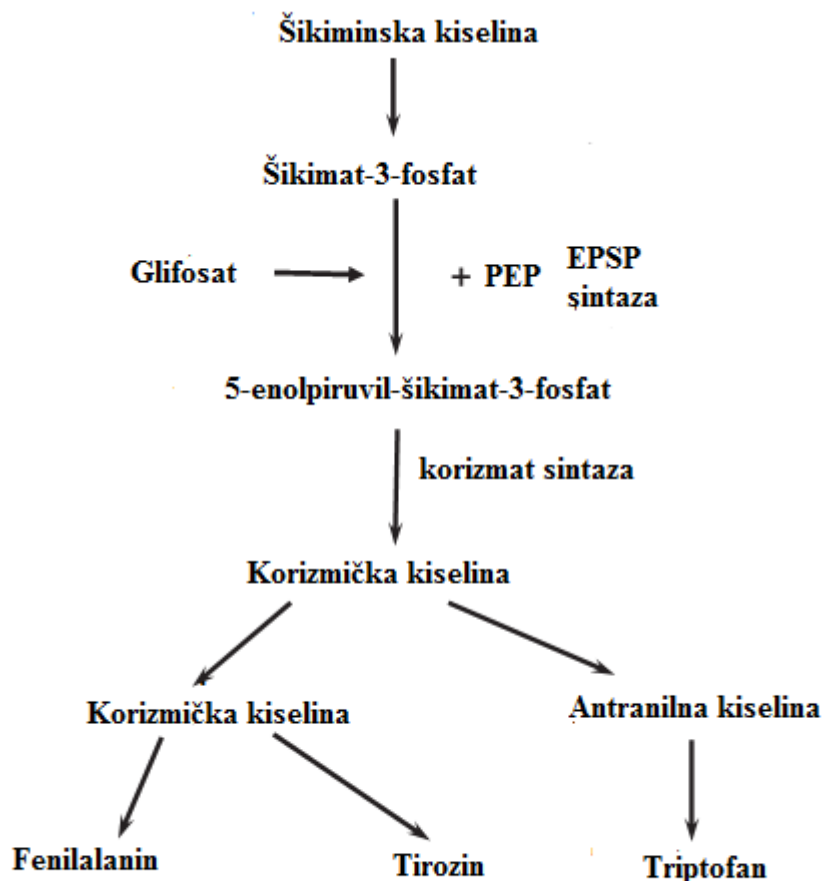 Šikiminska kiselina
Šikimat-3-fosfat
Glifosat
+ PEP
EPSP
sintaza
5-enolpiruvil-šikimat-3-fosfat
korizmat sintaza
Korizmička kiselina
Korizmička kiselina
Antranilna kiselina
Fenilalanin
Tirozin
Triptofan